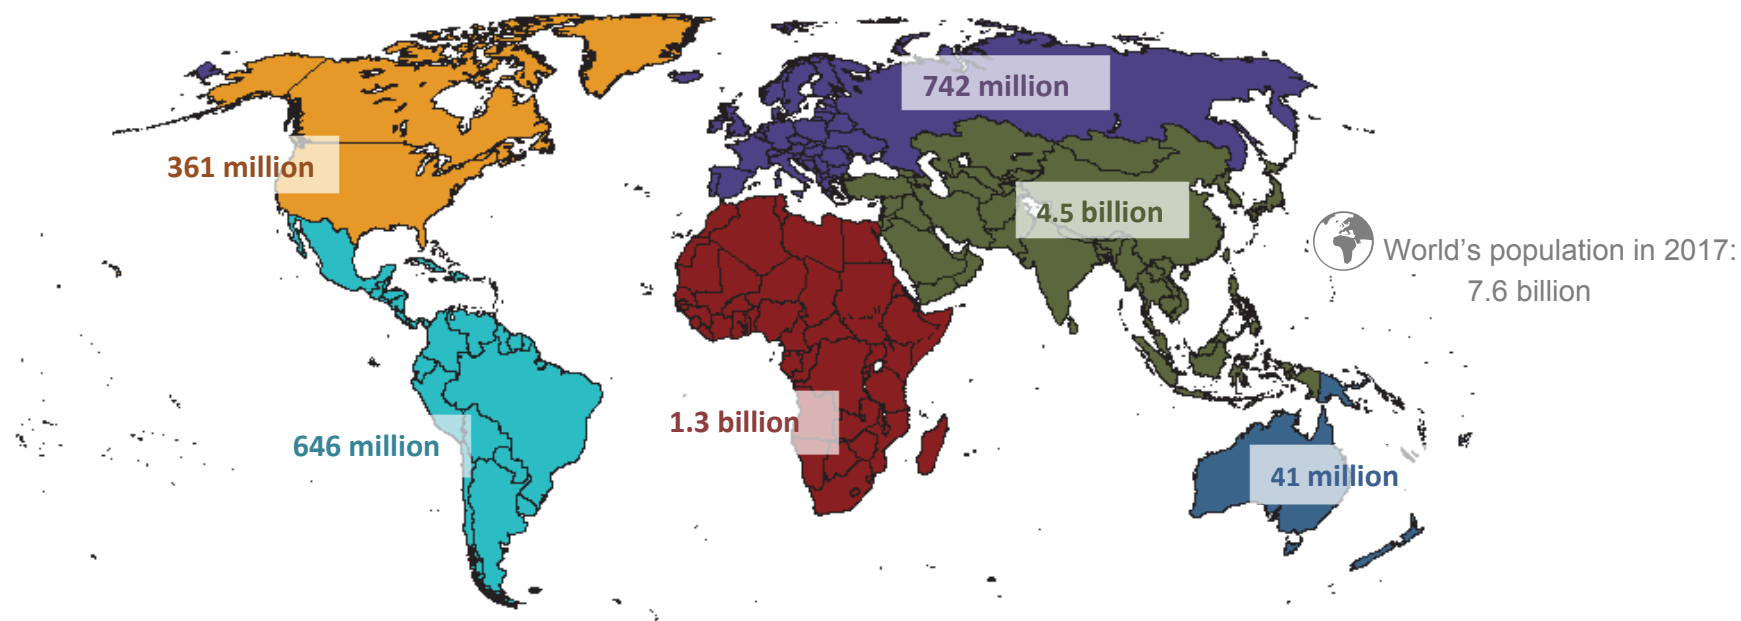 742 million
361 million
4.5 billion
World's population in 2017:
7.6 billion
1.3 billion
646 million
41 million